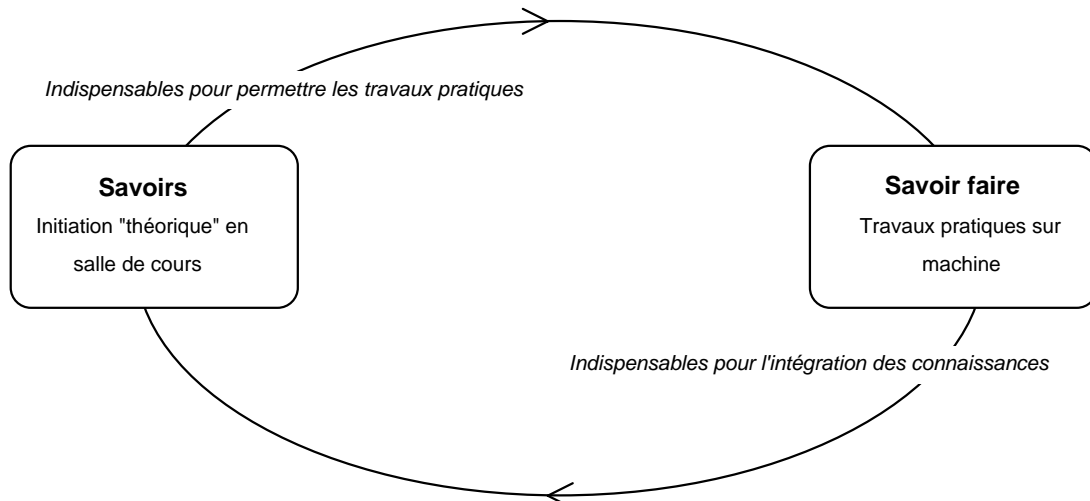 Indispensables pour permettre les travaux pratiques
Savoirs
Initiation "théorique" en
salle de cours
Savoir faire
Travaux pratiques sur
machine
Indispensables pour l'intégration des connaissances